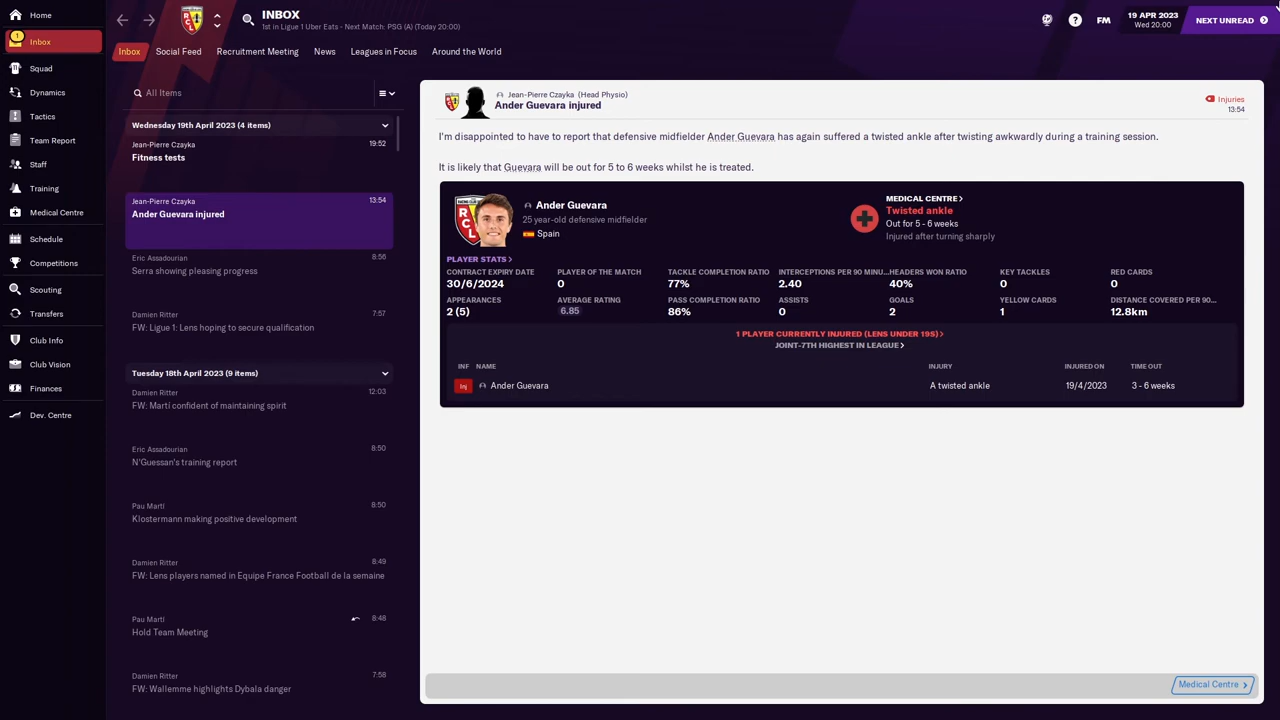 Home
1
Inbox
Squad
Dynamics
Tactics
Team Report
Staff
Training
Medical Centre
Schedule
Competitions
Scouting
Transfers
Club Info
Club Vision
Finances
Dev. Centre
INBOX
1st in Ligue 1 Uber Eats - Next Match: PSG (A) (Today 20:00)
FM
19 APR 2023
Wed 20:00
NEXT UNREAD
Inbox
Social Feed
Recruitment Meeting
News
Leagues in Focus
Around the World
All Items
Wednesday 19th April 2023 (4 items)
Jean-Pierre Czayka 19:52
Fitness tests
Jean-Pierre Czayka 13:54
Ander Guevara injured
Eric Assadourian 8:56
Serra showing pleasing progress
Damien Ritter 7:57
FW: Ligue 1: Lens hoping to secure qualification
Tuesday 18th April 2023 (9 items)
Damien Ritter 12:03
FW: Martí confident of maintaining spirit
Eric Assadourian 8:50
N'Guessan's training report
Pau Martí 8:50
Klostermann making positive development
Damien Ritter 8:49
FW: Lens players named in Equipe France Football de la semaine
Pau Martí 8:48
Hold Team Meeting
Damien Ritter 7:58
FW: Wallemme highlights Dybala danger
Jean-Pierre Czayka (Head Physio)
Ander Guevara injured
Injuries
13:54
I'm disappointed to have to report that defensive midfielder Ander Guevara has again suffered a twisted ankle after twisting awkwardly during a training session.
It is likely that Guevara will be out for 5 to 6 weeks whilst he is treated.
RCL
Ander Guevara
25 year-old defensive midfielder
Spain
MEDICAL CENTRE
Twisted ankle
Out for 5 - 6 weeks
Injured after turning sharply
PLAYER STATS
CONTRACT EXPIRY DATE PLAYER OF THE MATCH TACKLE COMPLETION RATIO INTERCEPTIONS PER 90 MINU... HEADERS WON RATIO KEY TACKLES RED CARDS
30/6/2024 0 77% 2.40 40% 0 0
APPEARANCES AVERAGE RATING PASS COMPLETION RATIO ASSISTS GOALS YELLOW CARDS DISTANCE COVERED PER 90...
2 (5) 6.85 86% 0 2 1 12.8km
1 PLAYER CURRENTLY INJURED (LENS UNDER 19S)
JOINT-7TH HIGHEST IN LEAGUE
INF NAME INJURY INJURED ON TIME OUT
Inj Ander Guevara A twisted ankle 19/4/2023 3 - 6 weeks
Medical Centre